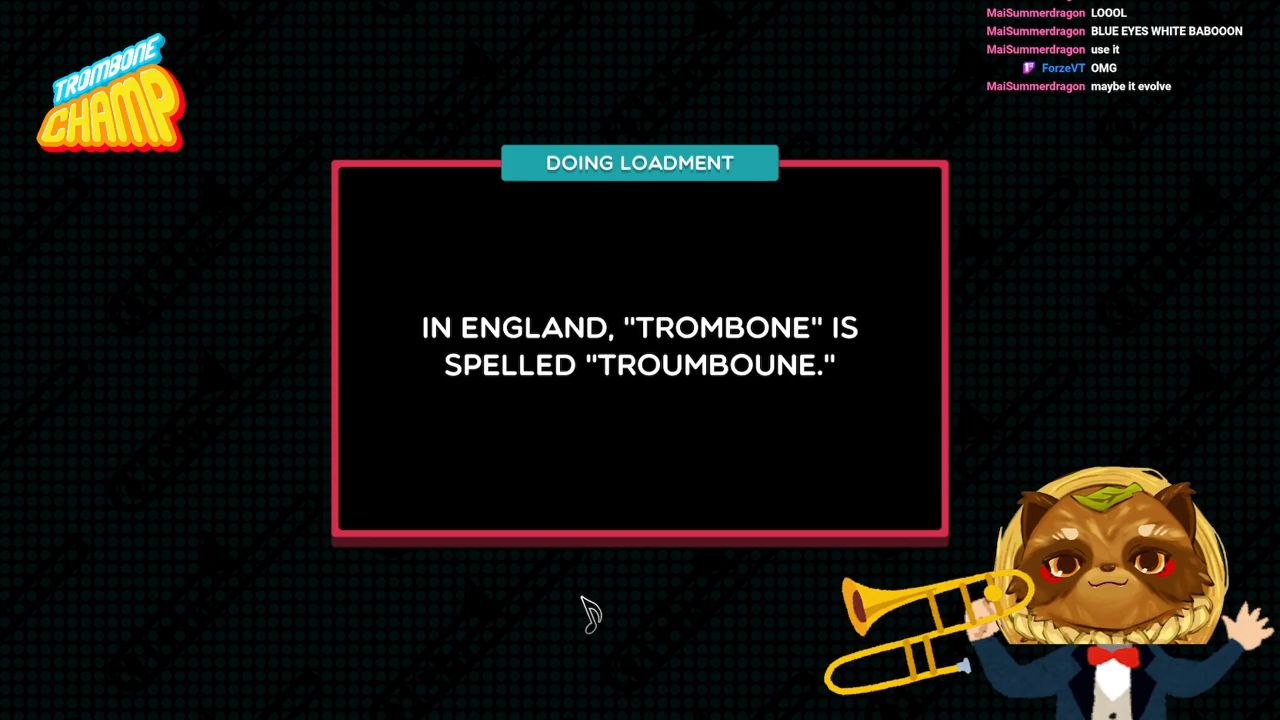 MaiSummerdragon LOOOL
MaiSummerdragon BLUE EYES WHITE BABOOON
MaiSummerdragon use it
ForzeVT OMG
MaiSummerdragon maybe it evolve
TROMBONE
CHAMP
DOING LOADMENT
IN ENGLAND, "TROMBONE" IS
SPELLED "TROUMBOUNE."